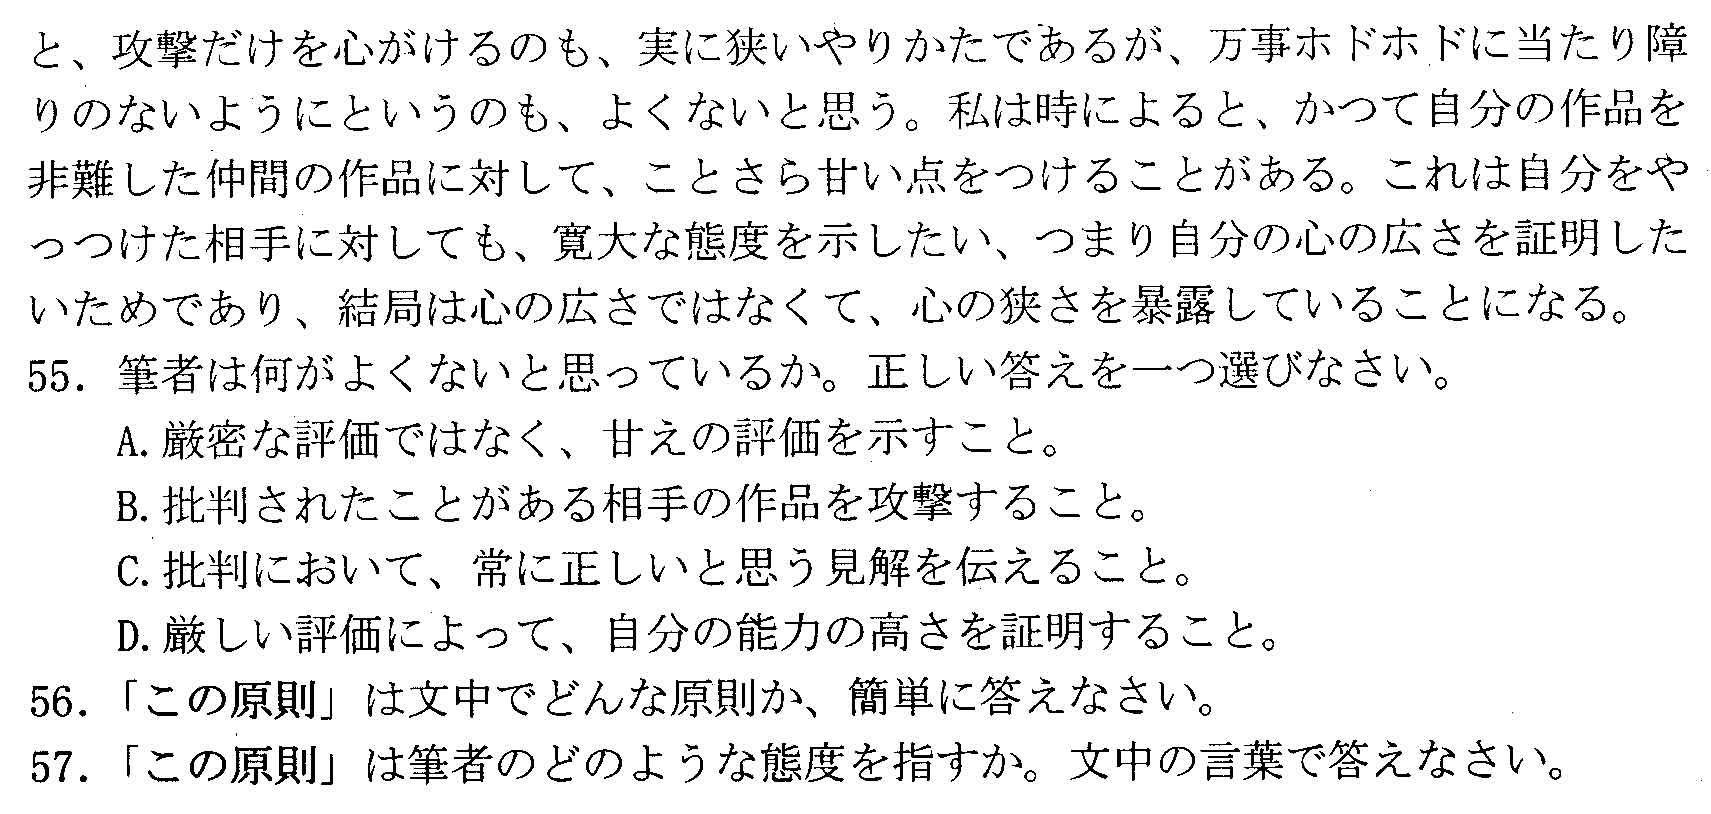 と、攻撃だけを心がけるのも、実に狭いやりかたであるが、万事ホドホドに当たり障
りのないようにというのも、よくないと思う。私は時によると、かつて自分の作品を
非難した仲間の作品に対して、ことさら甘い点をつけることがある。これは自分をや
っつけた相手に対しても、寛大な態度を示したい、つまり自分の心の広さを証明した
いためであり、結局は心の広さではなくて、心の狭さを暴露していることになる。
55. 筆者は何がよくないと思っているか。正しい答えを一つ選びなさい。
A. 厳密な評価ではなく、甘えの評価を示すこと。
B. 批判されたことがある相手の作品を攻撃すること。
C. 批判において、常に正しいと思う見解を伝えること。
D. 厳しい評価によって、自分の能力の高さを証明すること。
56. 「この原則」は文中でどんな原則か、簡単に答えなさい。
57. 「この原則」は筆者のどのような態度を指すか。文中の言葉で答えなさい。